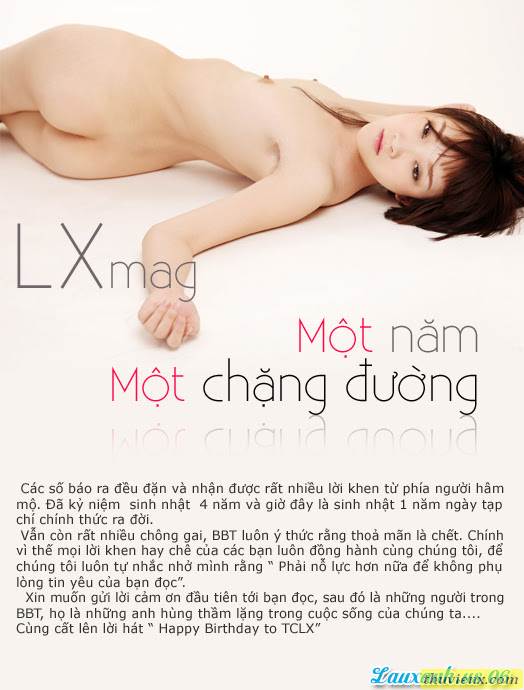 LX mag
Một năm
Một chặng đường
Các số báo ra đều đặn và nhận được rất nhiều lời khen từ phía người hâm
mộ. Đã kỷ niệm sinh nhật 4 năm và giờ đây là sinh nhật 1 năm ngày tạp
chí chính thức ra đời.
Vẫn còn rất nhiều chông gai, BBT luôn ý thức rằng thoả mãn là chết. Chính
vì thế mọi lời khen hay chê của các bạn luôn đồng hành cùng chúng tôi, để
chúng tôi luôn tự nhắc nhở mình rằng “ Phải nỗ lực hơn nữa để không phụ
lòng tin yêu của bạn đọc”.
Xin muốn gửi lời cảm ơn đầu tiên tới bạn đọc, sau đó là những người trong
BBT, họ là những anh hùng thầm lặng trong cuộc sống của chúng ta....
Cùng cất lên lời hát “ Happy Birthday to TCLX”
thuvieux.com